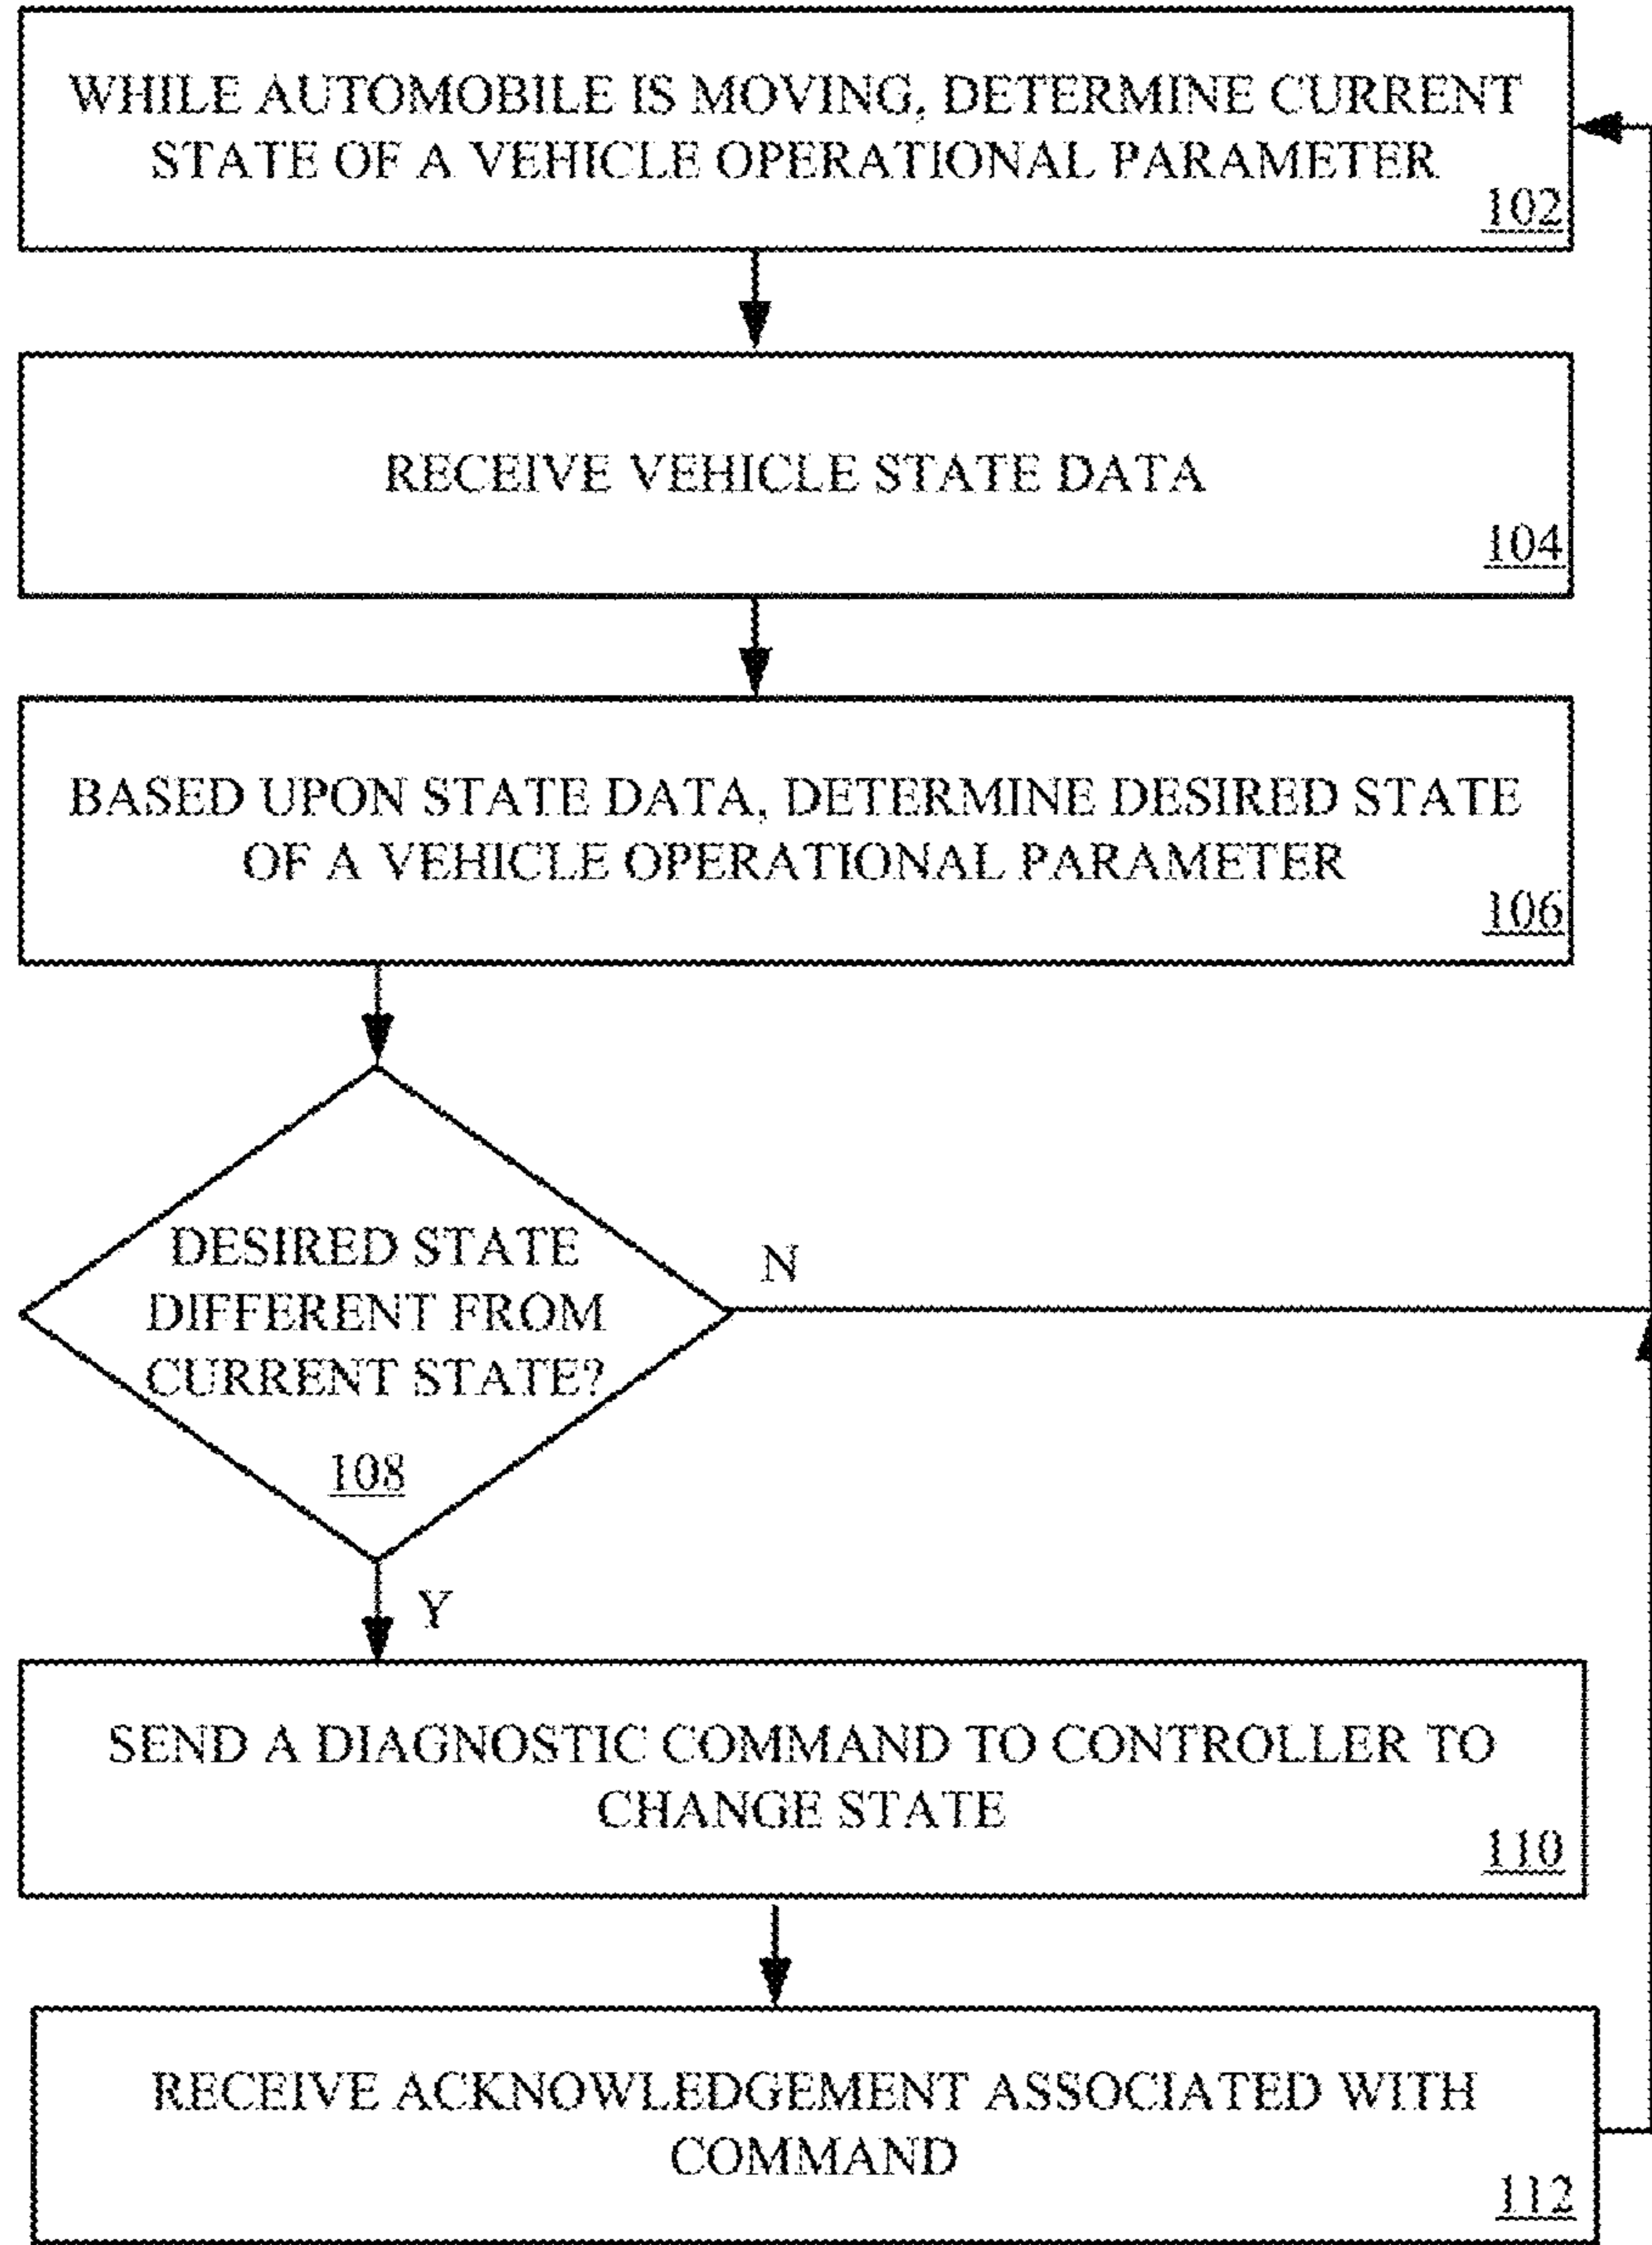 WHILE AUTOMOBILE IS MOVING, DETERMINE CURRENT
STATE OF A VEHICLE OPERATIONAL PARAMETER
102
RECEIVE VEHICLE STATE DATA
104
BASED UPON STATE DATA, DETERMINE DESIRED STATE
OF A VEHICLE OPERATIONAL PARAMETER
106
DESIRED STATE
DIFFERENT FROM
CURRENT STATE?
108
N
Y
SEND A DIAGNOSTIC COMMAND TO CONTROLLER TO
CHANGE STATE
110
RECEIVE ACKNOWLEDGEMENT ASSOCIATED WITH
COMMAND
112